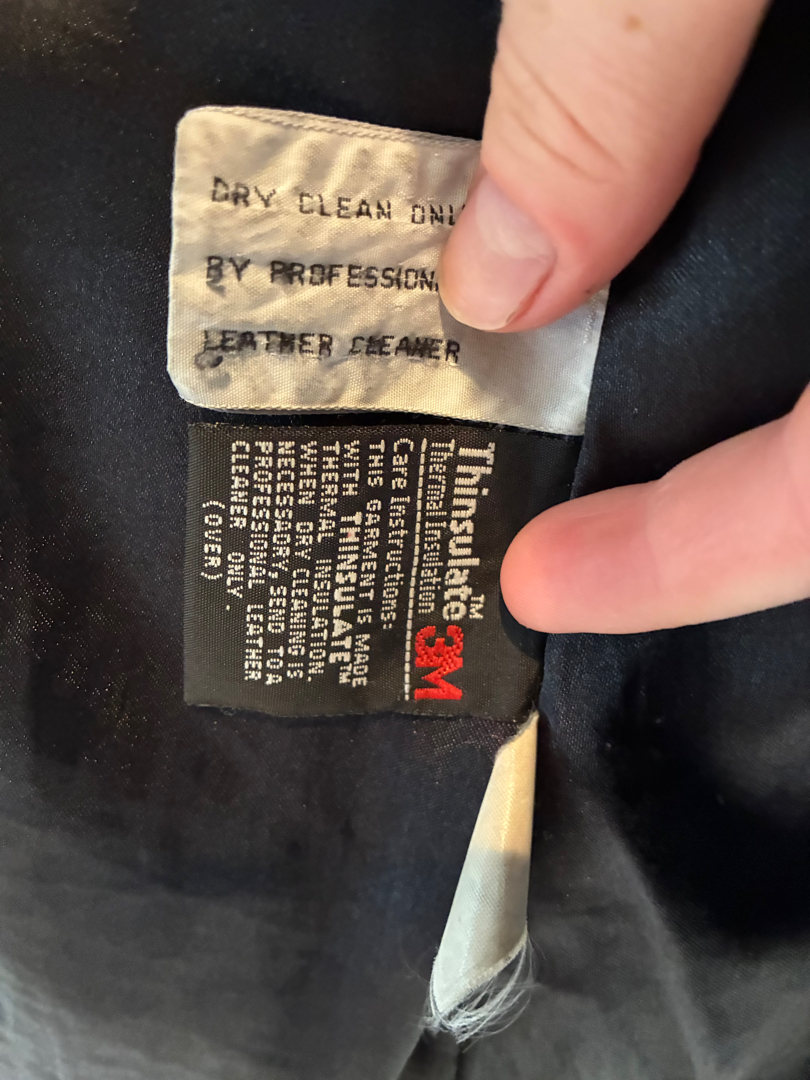 DRY CLEAN ONL
BY PROFESSION
LEATHER CLEANER
Thinsulate™ 3M
Thermal Insulation
Care Instructions:
THIS GARMENT IS MADE
WITH THINSULATE™
THERMAL INSULATION.
WHEN DRY CLEANING IS
NECESSARY, SEND TO A
PROFESSIONAL LEATHER
CLEANER ONLY.
(OVER)